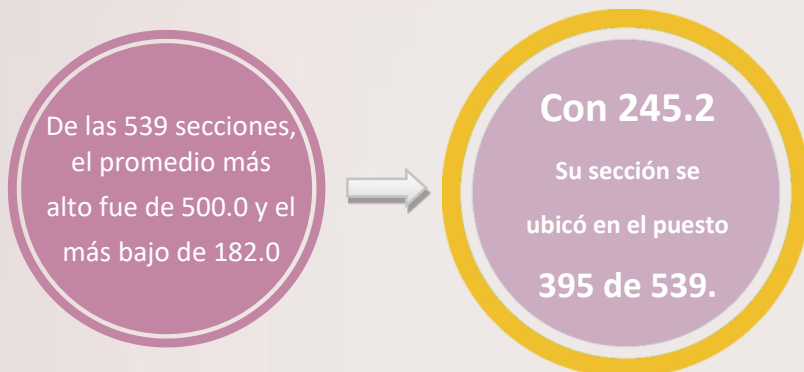 De las 539 secciones,
el promedio más
alto fue de 500.0 y el
más bajo de 182.0
Con 245.2
Su sección se
ubicó en el puesto
395 de 539.